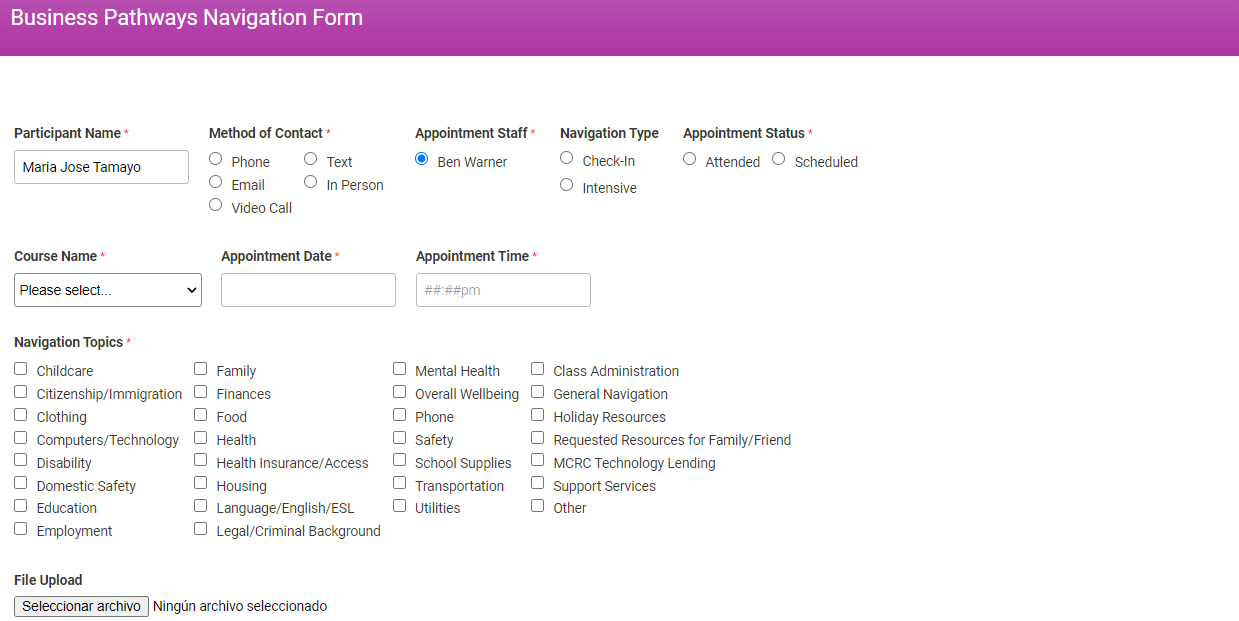 Business Pathways Navigation Form
Participant Name *
Maria Jose Tamayo
Method of Contact *
Phone
Text
Email
In Person
Video Call
Appointment Staff *
Ben Warner
Navigation Type
Check-In
Intensive
Appointment Status *
Attended
Scheduled
Course Name *
Please select...
Appointment Date *
Appointment Time *
##:##pm
Navigation Topics *
Childcare
Citizenship/Immigration
Clothing
Computers/Technology
Disability
Domestic Safety
Education
Employment
Family
Finances
Food
Health
Health Insurance/Access
Housing
Language/English/ESL
Legal/Criminal Background
Mental Health
Overall Wellbeing
Phone
Safety
School Supplies
Transportation
Utilities
Class Administration
General Navigation
Holiday Resources
Requested Resources for Family/Friend
MCRC Technology Lending
Support Services
Other
File Upload
Seleccionar archivo Ningún archivo seleccionado